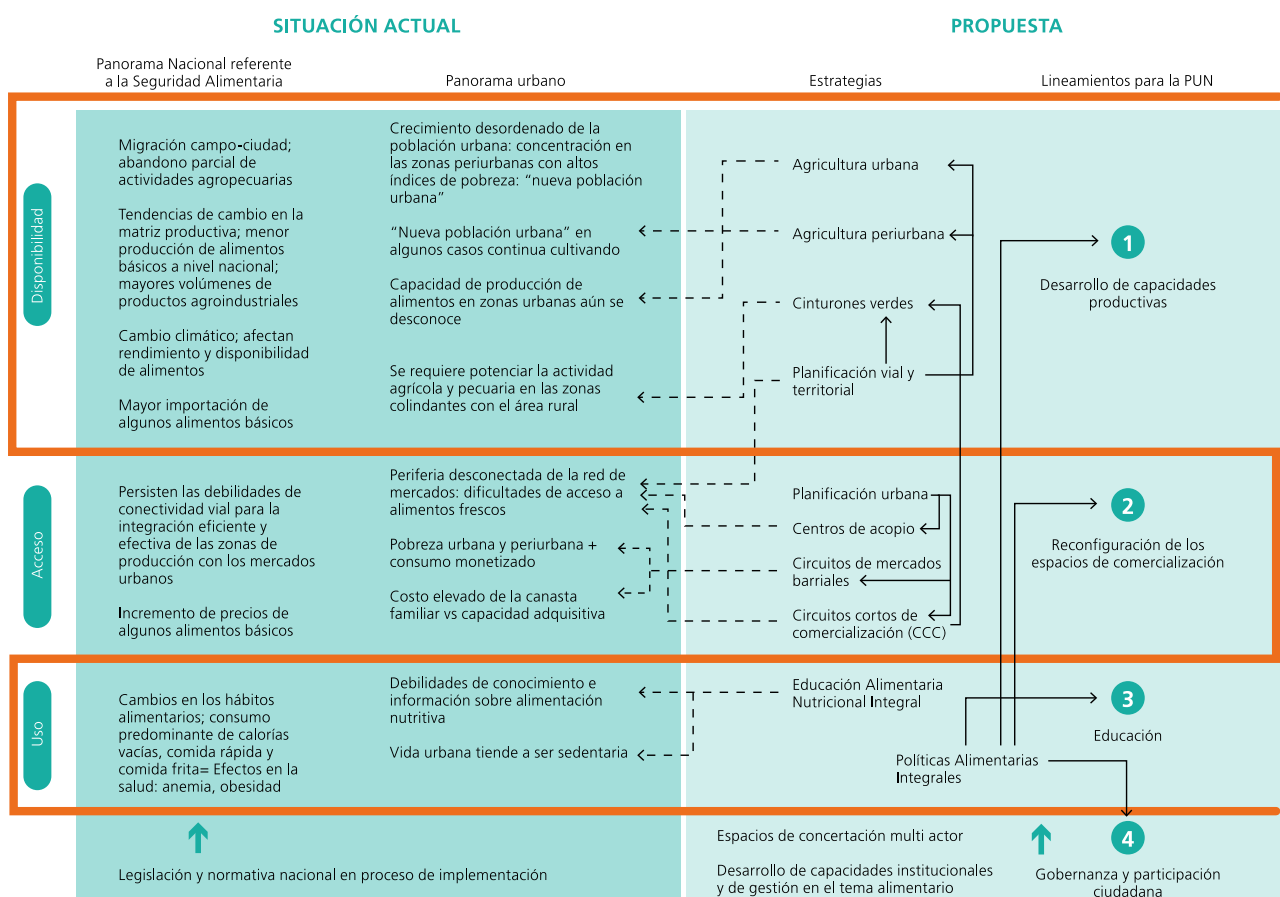 SITUACIÓN ACTUAL
PROPUESTA
Panorama Nacional referente
a la Seguridad Alimentaria
Panorama urbano
Estrategias
Lineamientos para la PUN
Disponibilidad
Migración campo-ciudad;
abandono parcial de
actividades agropecuarias
Tendencias de cambio en la
matriz productiva; menor
producción de alimentos
básicos a nivel nacional;
mayores volúmenes de
productos agroindustriales
Cambio climático; afectan
rendimiento y disponibilidad
de alimentos
Mayor importación de
algunos alimentos básicos
Crecimiento desordenado de la
población urbana: concentración en
las zonas periurbanas con altos
índices de pobreza: “nueva población
urbana”
“Nueva población urbana” en
algunos casos continua cultivando
Capacidad de producción de
alimentos en zonas urbanas aún se
desconoce
Se requiere potenciar la actividad
agrícola y pecuaria en las zonas
colindantes con el área rural
Agricultura urbana
Agricultura periurbana
Cinturones verdes
Planificación vial y
territorial
1
Desarrollo de capacidades
productivas
Acceso
Persisten las debilidades de
conectividad vial para la
integración eficiente y
efectiva de las zonas de
producción con los mercados
urbanos
Incremento de precios de
algunos alimentos básicos
Periferia desconectada de la red de
mercados: dificultades de acceso a
alimentos frescos
Pobreza urbana y periurbana +
consumo monetizado
Costo elevado de la canasta
familiar vs capacidad adquisitiva
Planificación urbana
Centros de acopio
Circuitos de mercados
barriales
Circuitos cortos de
comercialización (CCC)
2
Reconfiguración de los
espacios de comercialización
Uso
Cambios en los hábitos
alimentarios; consumo
predominante de calorías
vacías, comida rápida y
comida frita= Efectos en la
salud: anemia, obesidad
Debilidades de conocimiento e
información sobre alimentación
nutritiva
Vida urbana tiende a ser sedentaria
Educación Alimentaria
Nutricional Integral
3
Educación
Políticas Alimentarias
Integrales
Legislación y normativa nacional en proceso de implementación
Espacios de concertación multi actor
Desarrollo de capacidades institucionales
y de gestión en el tema alimentario
4
Gobernanza y participación
ciudadana